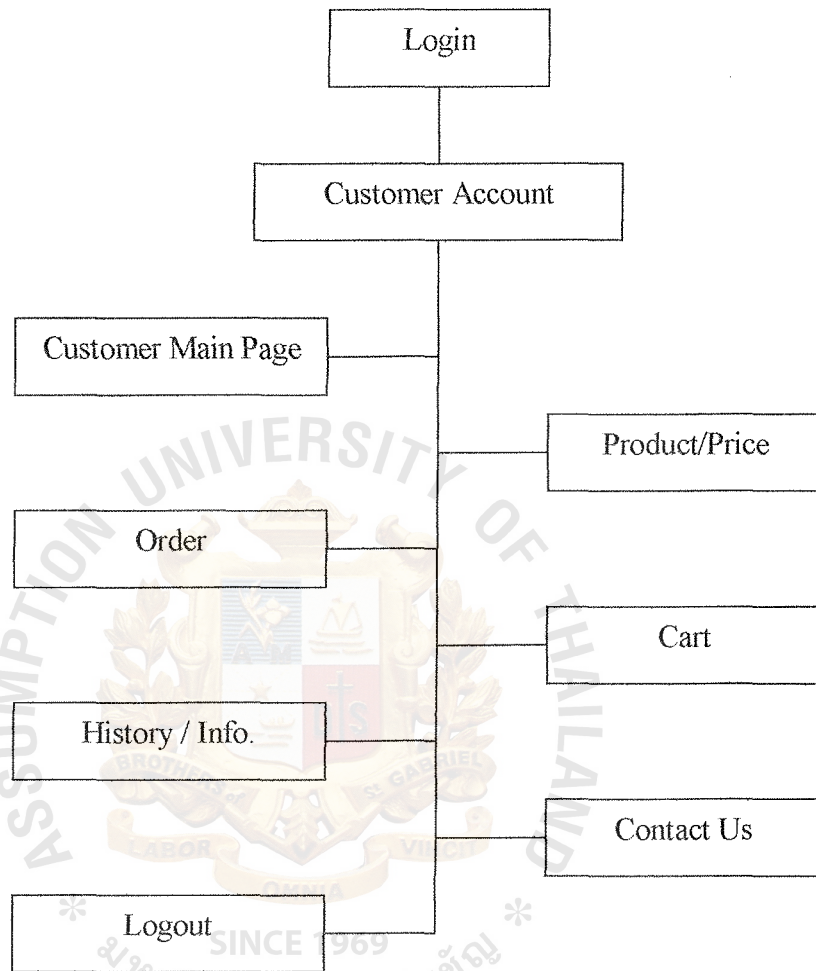 Login
Customer Account
Customer Main Page
Product/Price
Order
Cart
History / Info.
Contact Us
Logout
ASSUMPTION UNIVERSITY OF THAILAND
BROTHERS of St GABRIEL
LABOR
VINCIT
OMNIA
SINCE 1969